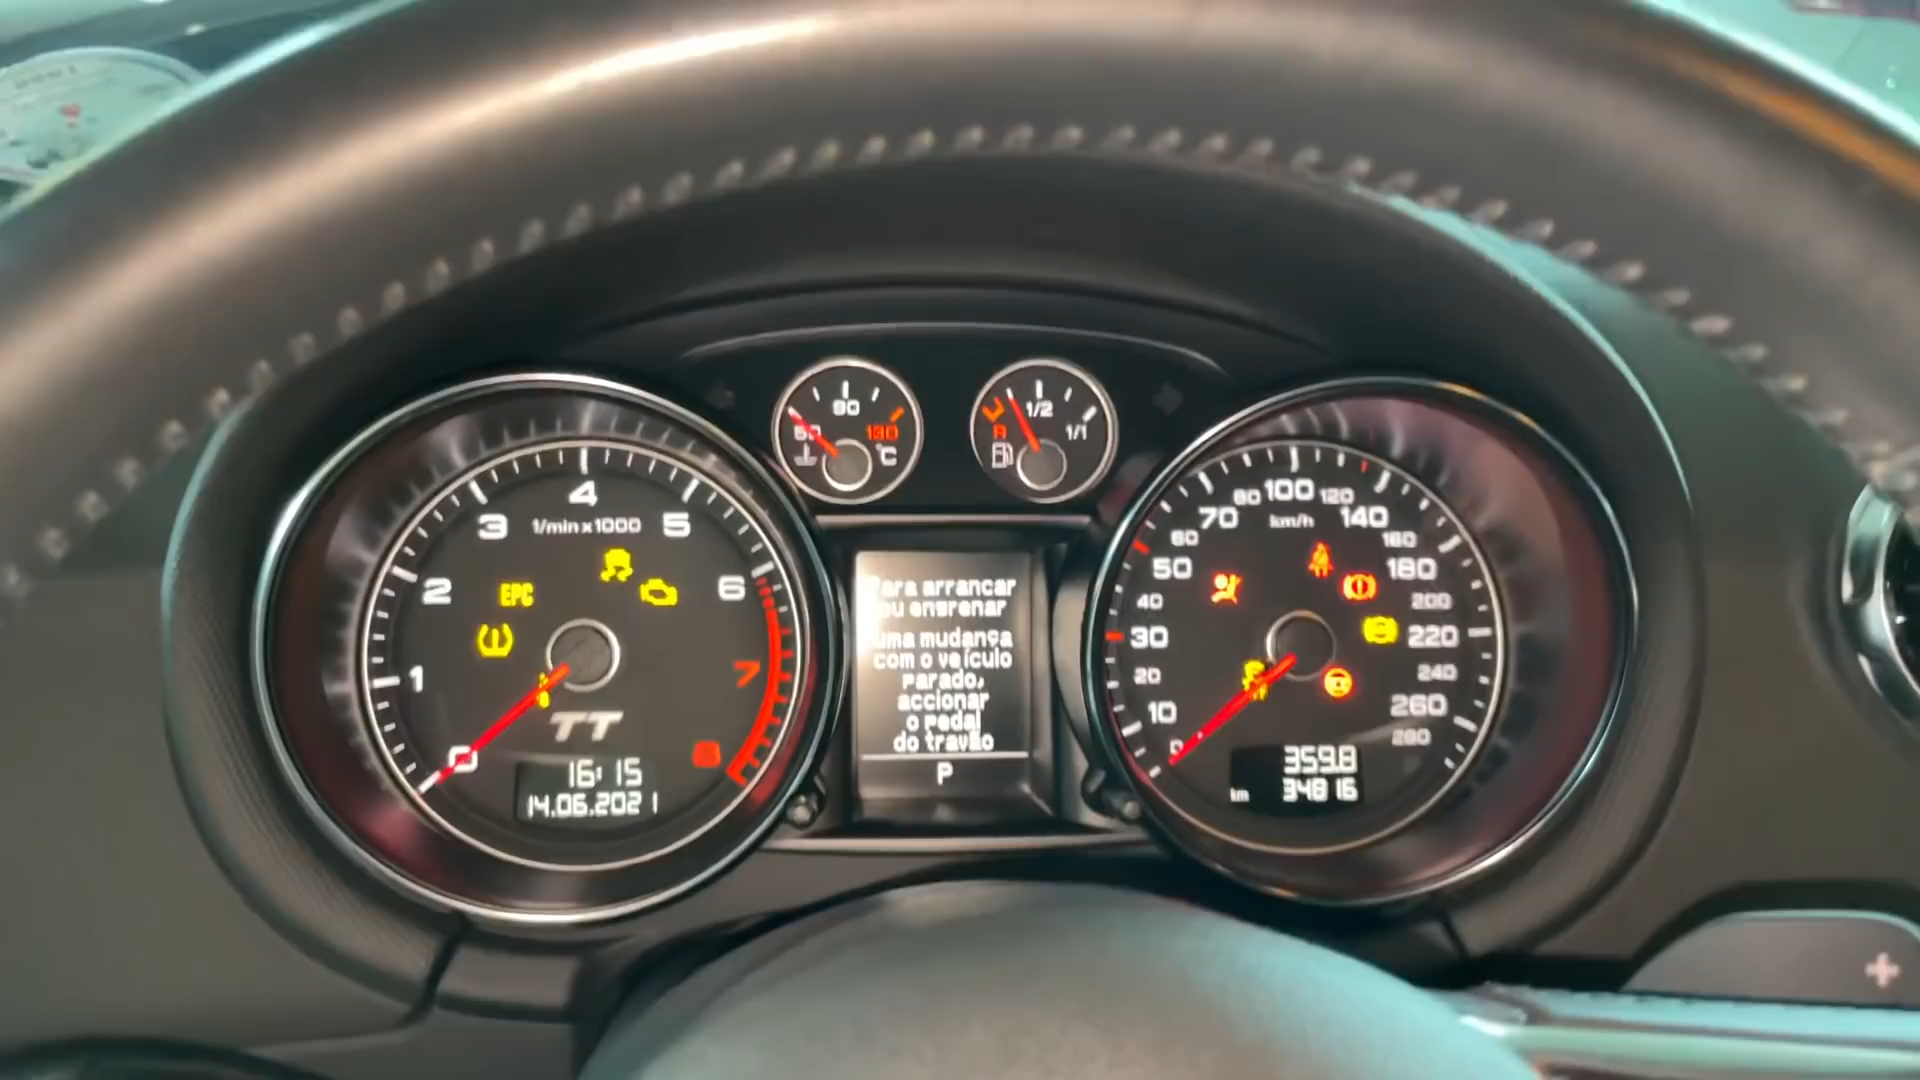 90
50
130
°C
1/2
R
1/1
4
3
1/min x 1000
5
2
EPC
6
1
7
TT
0
8
16:15
14.06.2021
Para arrancar
ou engrenar
uma mudança
com o veículo
parado,
accionar
o pedal
do travão
P
80 100 120
70 km/h 140
60 160
50 180
40 200
30 220
20 240
10 260
0 280
359.8
km 34816
+